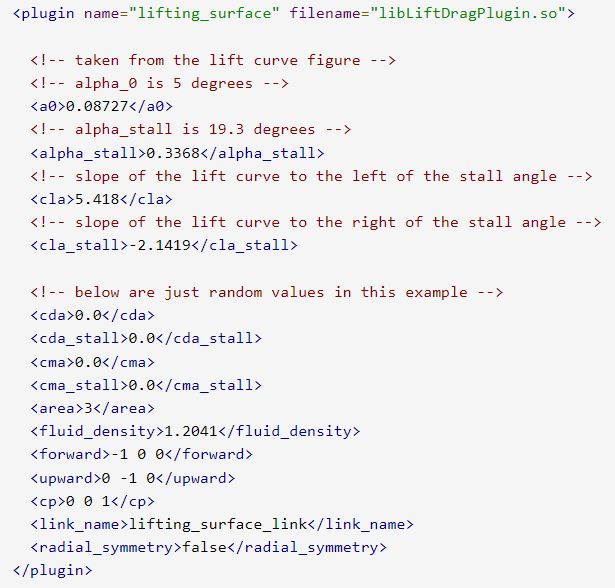 <plugin name="lifting_surface" filename="libLiftDragPlugin.so">
<!-- taken from the lift curve figure -->
<!-- alpha_0 is 5 degrees -->
<a0>0.08727</a0>
<!-- alpha_stall is 19.3 degrees -->
<alpha_stall>0.3368</alpha_stall>
<!-- slope of the lift curve to the left of the stall angle -->
<cla>5.418</cla>
<!-- slope of the lift curve to the right of the stall angle -->
<cla_stall>-2.1419</cla_stall>
<!-- below are just random values in this example -->
<cda>0.0</cda>
<cda_stall>0.0</cda_stall>
<cma>0.0</cma>
<cma_stall>0.0</cma_stall>
<area>3</area>
<fluid_density>1.2041</fluid_density>
<forward>-1 0 0</forward>
<upward>0 -1 0</upward>
<cp>0 0 1</cp>
<link_name>lifting_surface_link</link_name>
<radial_symmetry>false</radial_symmetry>
</plugin>